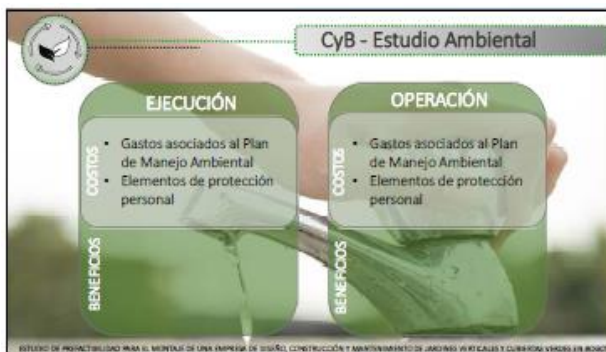 CyB - Estudio Ambiental
EJECUCIÓN
COSTOS
• Gastos asociados al Plan
de Manejo Ambiental
• Elementos de protección
personal
BENEFICIOS
OPERACIÓN
COSTOS
• Gastos asociados al Plan
de Manejo Ambiental
• Elementos de protección
personal
BENEFICIOS
ESTUDIO DE PREFACTIBILIDAD PARA EL MONTAJE DE UNA EMPRESA DE DISEÑO, CONSTRUCCIÓN Y MANTENIMIENTO DE JARDINES VERTICALES Y CUBIERTAS VERDES EN BOGOTÁ